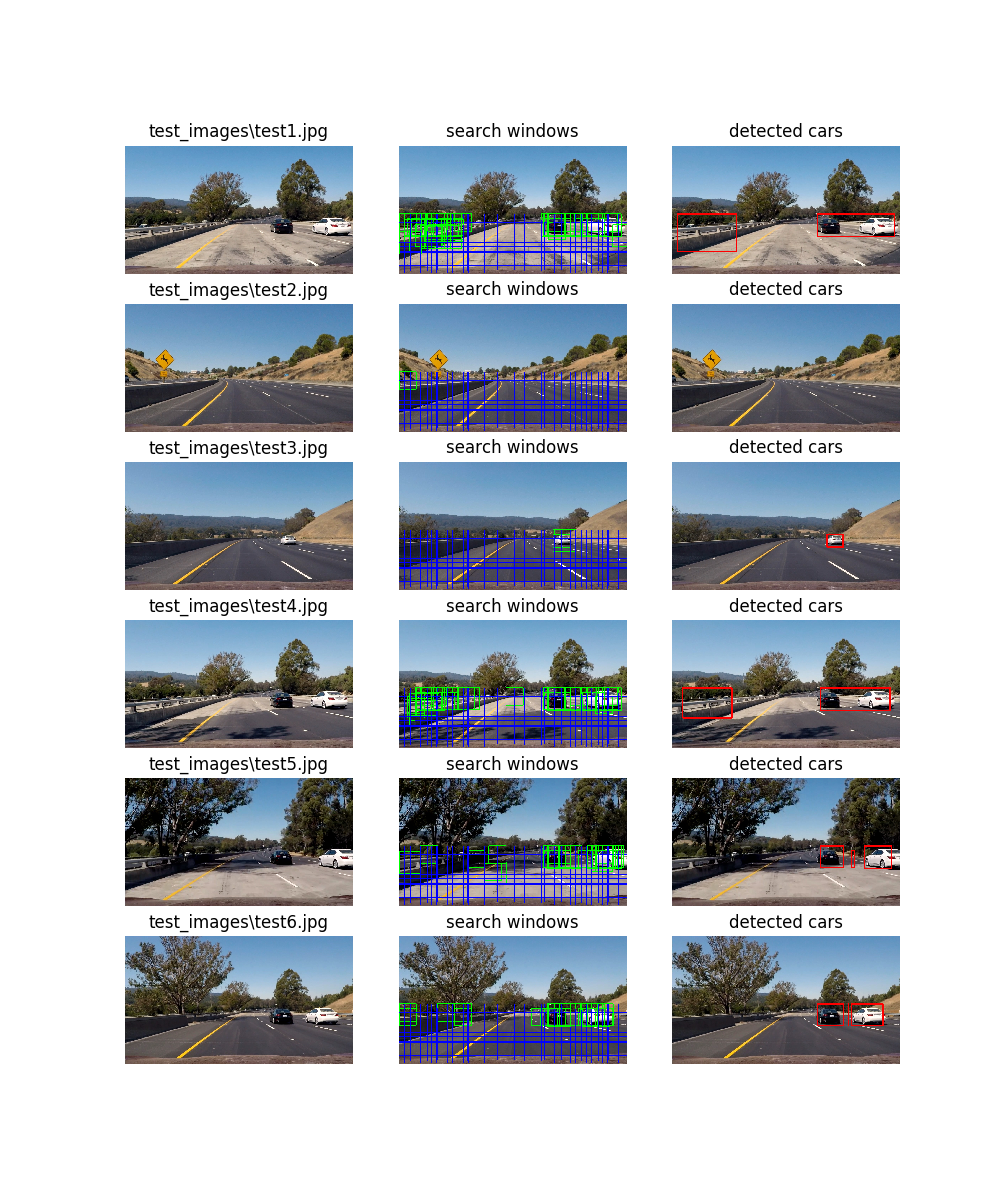 test_images\test1.jpg search windows detected cars
test_images\test2.jpg search windows detected cars
test_images\test3.jpg search windows detected cars
test_images\test4.jpg search windows detected cars
test_images\test5.jpg search windows detected cars
test_images\test6.jpg search windows detected cars